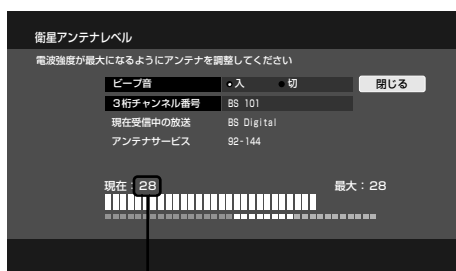 衛星アンテナレベル
電波強度が最大になるようにアンテナを調整してください
ビープ音 入 切 閉じる
3桁チャンネル番号 BS 101
現在受信中の放送 BS Digital
アンテナサービス 92-144
現在：28 最大：28